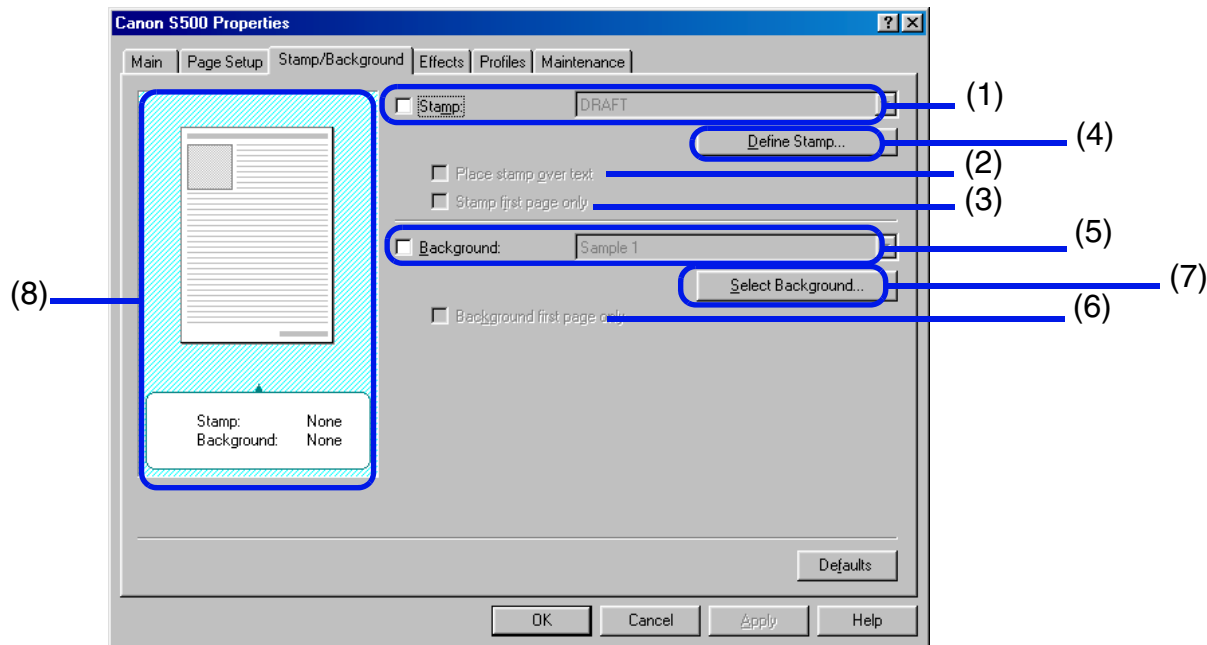 Canon S500 Properties
Main Page Setup Stamp/Background Effects Profiles Maintenance
Stamp: DRAFT (1)
Define Stamp... (4)
Place stamp over text (2)
Stamp first page only (3)
Background: Sample 1 (5)
Select Background... (7)
(8)
Background first page only (6)
Stamp: None
Background: None
Defaults
OK Cancel Apply Help